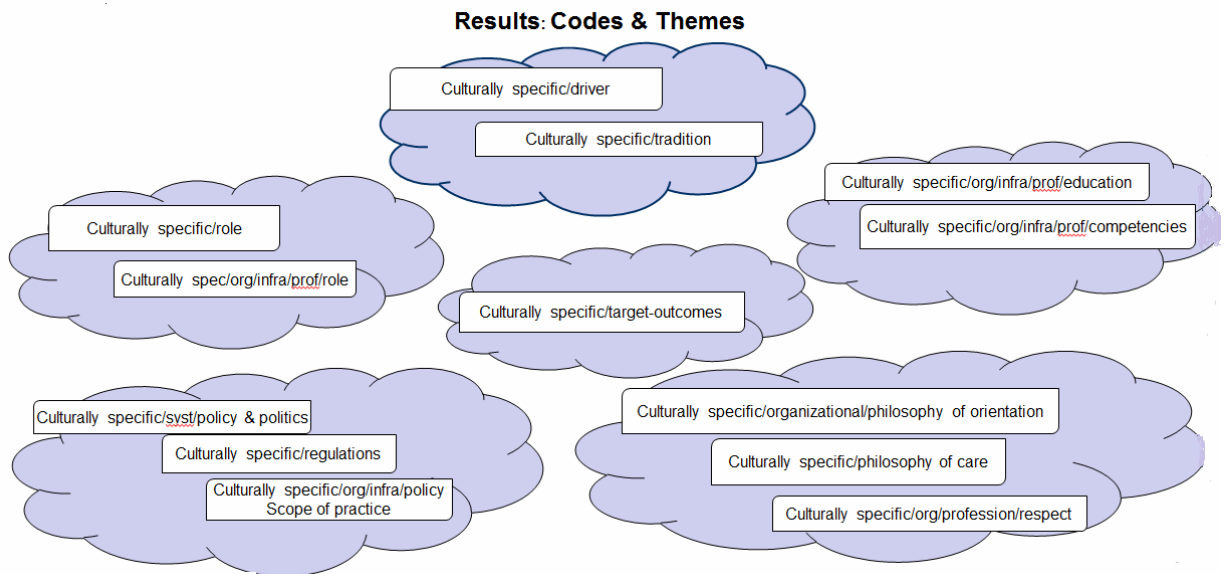 Results: Codes & Themes
Culturally specific/driver
Culturally specific/tradition
Culturally specific/org/infra/prof/education
Culturally specific/org/infra/prof/competencies
Culturally specific/role
Culturally spec/org/infra/prof/role
Culturally specific/target-outcomes
Culturally specific/syst/policy & politics
Culturally specific/regulations
Culturally specific/org/infra/policy
Scope of practice
Culturally specific/organizational/philosophy of orientation
Culturally specific/philosophy of care
Culturally specific/org/profession/respect